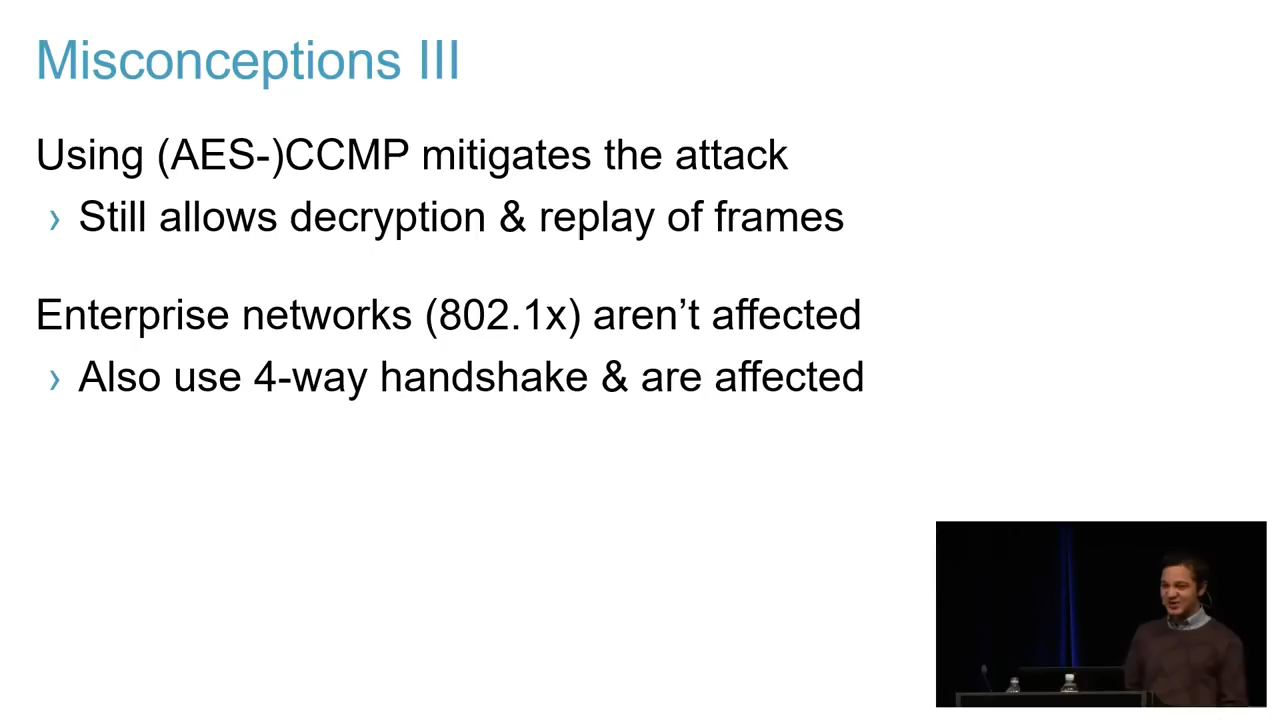 Misconceptions III
Using (AES-)CCMP mitigates the attack
› Still allows decryption & replay of frames
Enterprise networks (802.1x) aren’t affected
› Also use 4-way handshake & are affected